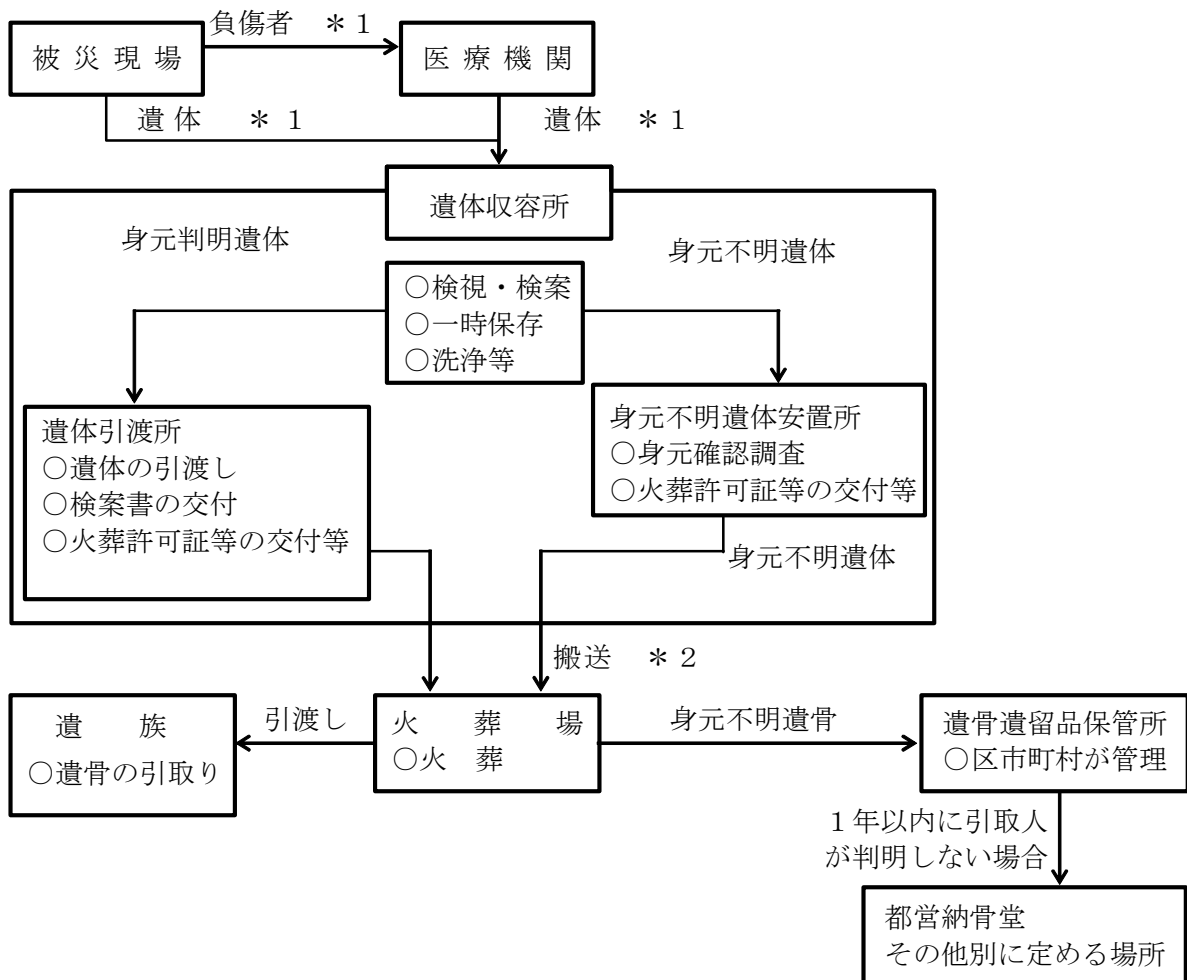 負傷者　＊１
被 災 現 場
医 療 機 関
遺 体　＊ １
遺体　＊１
遺体収容所
身元判明遺体
身元不明遺体
○検視・検案
○一時保存
○洗浄等
遺体引渡所
○遺体の引渡し
○検案書の交付
○火葬許可証等の交付等
身元不明遺体安置所
○身元確認調査
○火葬許可証等の交付等
身元不明遺体
搬送　＊２
遺　　族
○遺骨の引取り
引渡し
火　葬　場
○火　葬
身元不明遺骨
遺骨遺留品保管所
○区市町村が管理
１年以内に引取人
が判明しない場合
都営納骨堂
その他別に定める場所